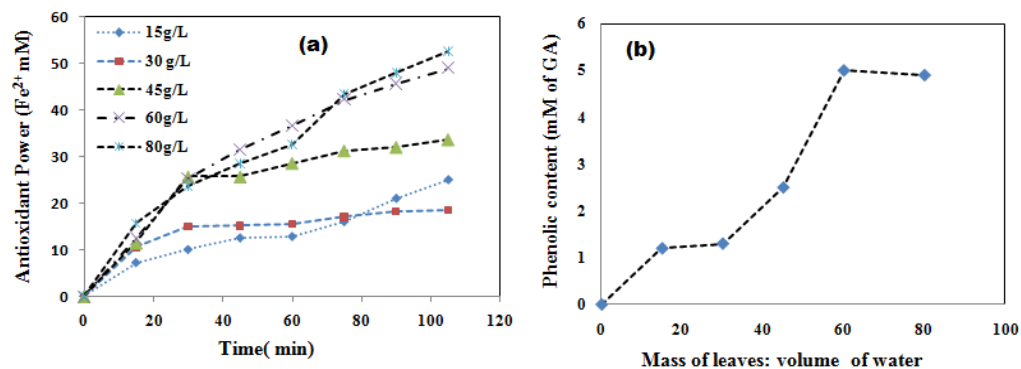 (a)
15g/L
30 g/L
45g/L
60g/L
80g/L
Antioxidant Power (Fe²⁺ mM)
60
50
40
30
20
10
0
0 20 40 60 80 100 120
Time( min)
(b)
Phenolic content (mM of GA)
6
5
4
3
2
1
0
0 20 40 60 80 100
Mass of leaves: volume of water